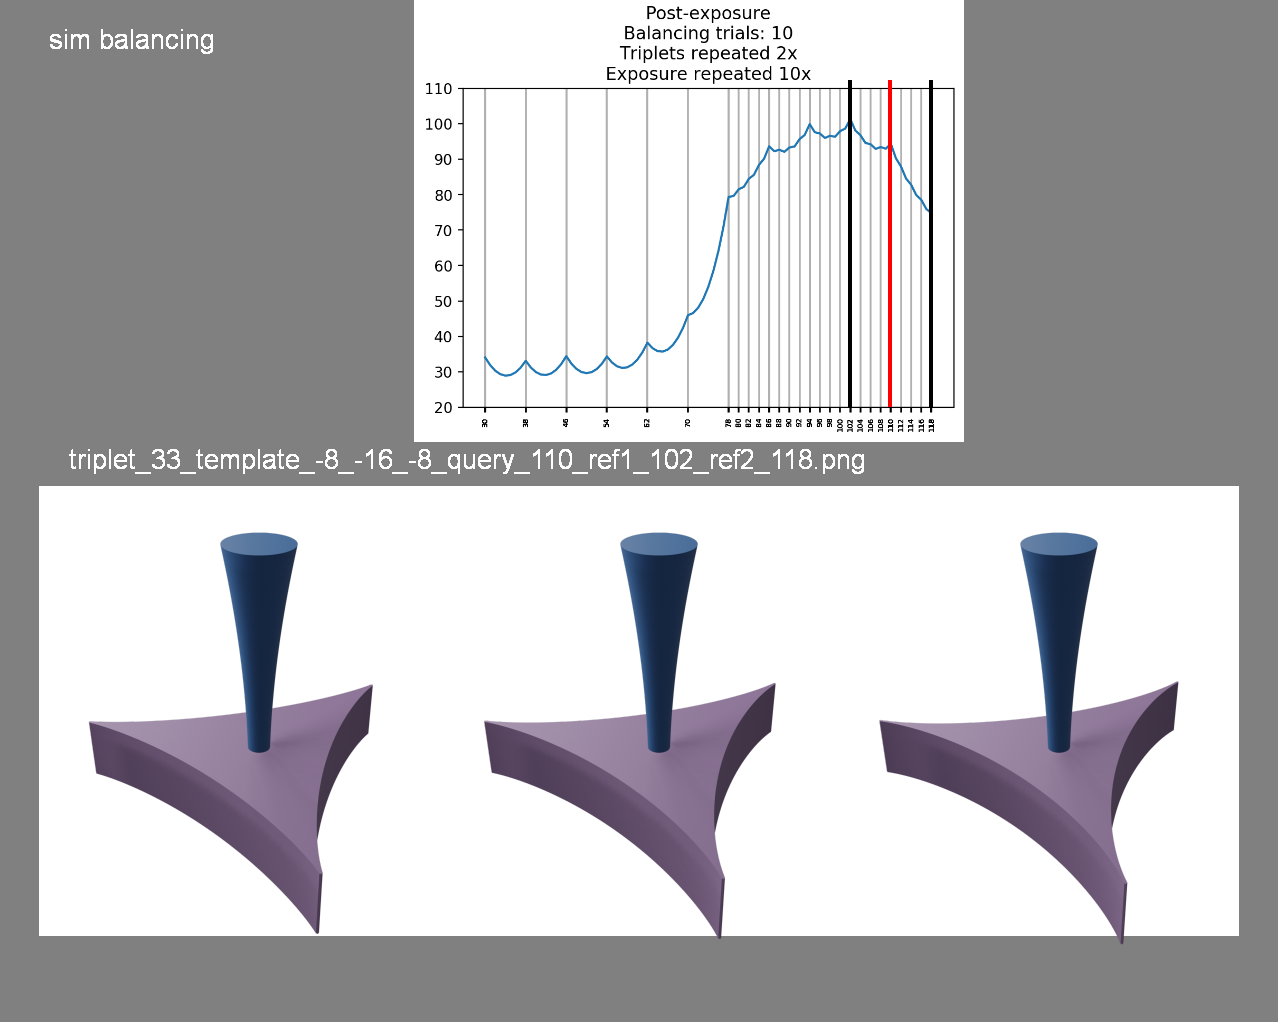 sim balancing
Post-exposure
Balancing trials: 10
Triplets repeated 2x
Exposure repeated 10x
110
100
90
80
70
60
50
40
30
20
30 38 46 54 62 70 78 80 82 84 86 88 90 92 94 96 98 100 102 104 106 108 110 112 114 116 118
triplet_33_template_-8_-16_-8_query_110_ref1_102_ref2_118.png